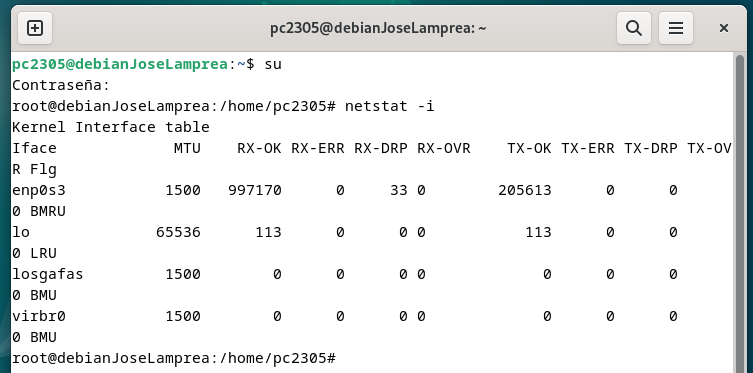 pc2305@debianJoseLamprea: ~
pc2305@debianJoseLamprea:~$ su
Contraseña:
root@debianJoseLamprea:/home/pc2305# netstat -i
Kernel Interface table
Iface             MTU    RX-OK RX-ERR RX-DRP RX-OVR    TX-OK TX-ERR TX-DRP TX-OV
R Flg
enp0s3           1500   997170      0     33 0        205613      0      0
0 BMRU
lo              65536      113      0      0 0           113      0      0
0 LRU
losgafas         1500        0      0      0 0             0      0      0
0 BMU
virbr0           1500        0      0      0 0             0      0      0
0 BMU
root@debianJoseLamprea:/home/pc2305#